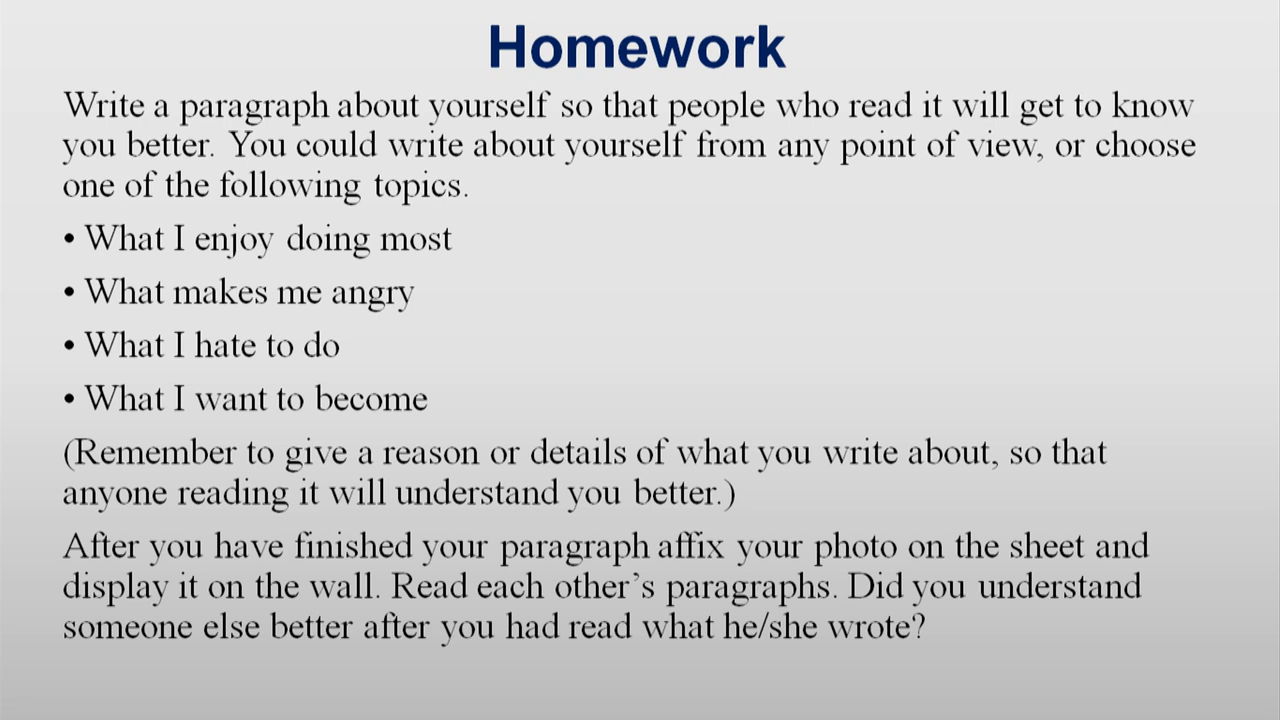 Homework
Write a paragraph about yourself so that people who read it will get to know
you better. You could write about yourself from any point of view, or choose
one of the following topics.
• What I enjoy doing most
• What makes me angry
• What I hate to do
• What I want to become
(Remember to give a reason or details of what you write about, so that
anyone reading it will understand you better.)
After you have finished your paragraph affix your photo on the sheet and
display it on the wall. Read each other’s paragraphs. Did you understand
someone else better after you had read what he/she wrote?